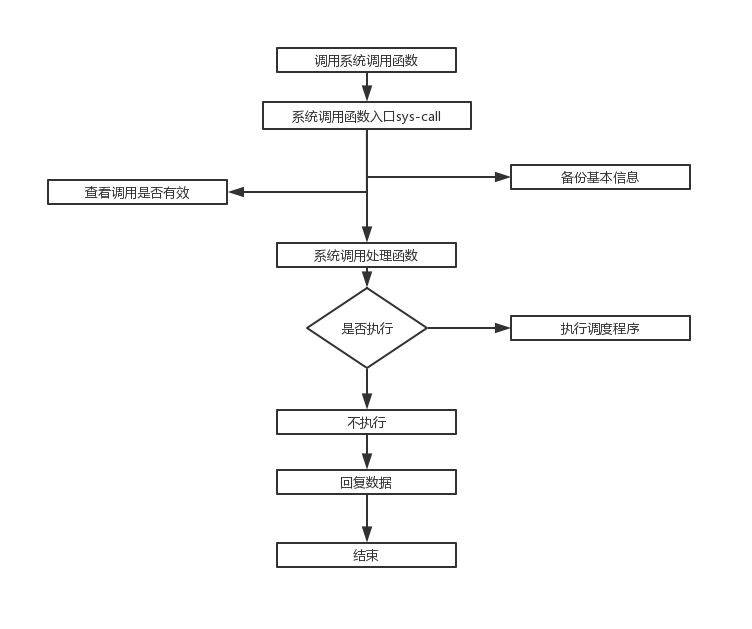 调用系统调用函数
系统调用函数入口sys-call
备份基本信息
查看调用是否有效
系统调用处理函数
是否执行
执行调度程序
不执行
回复数据
结束